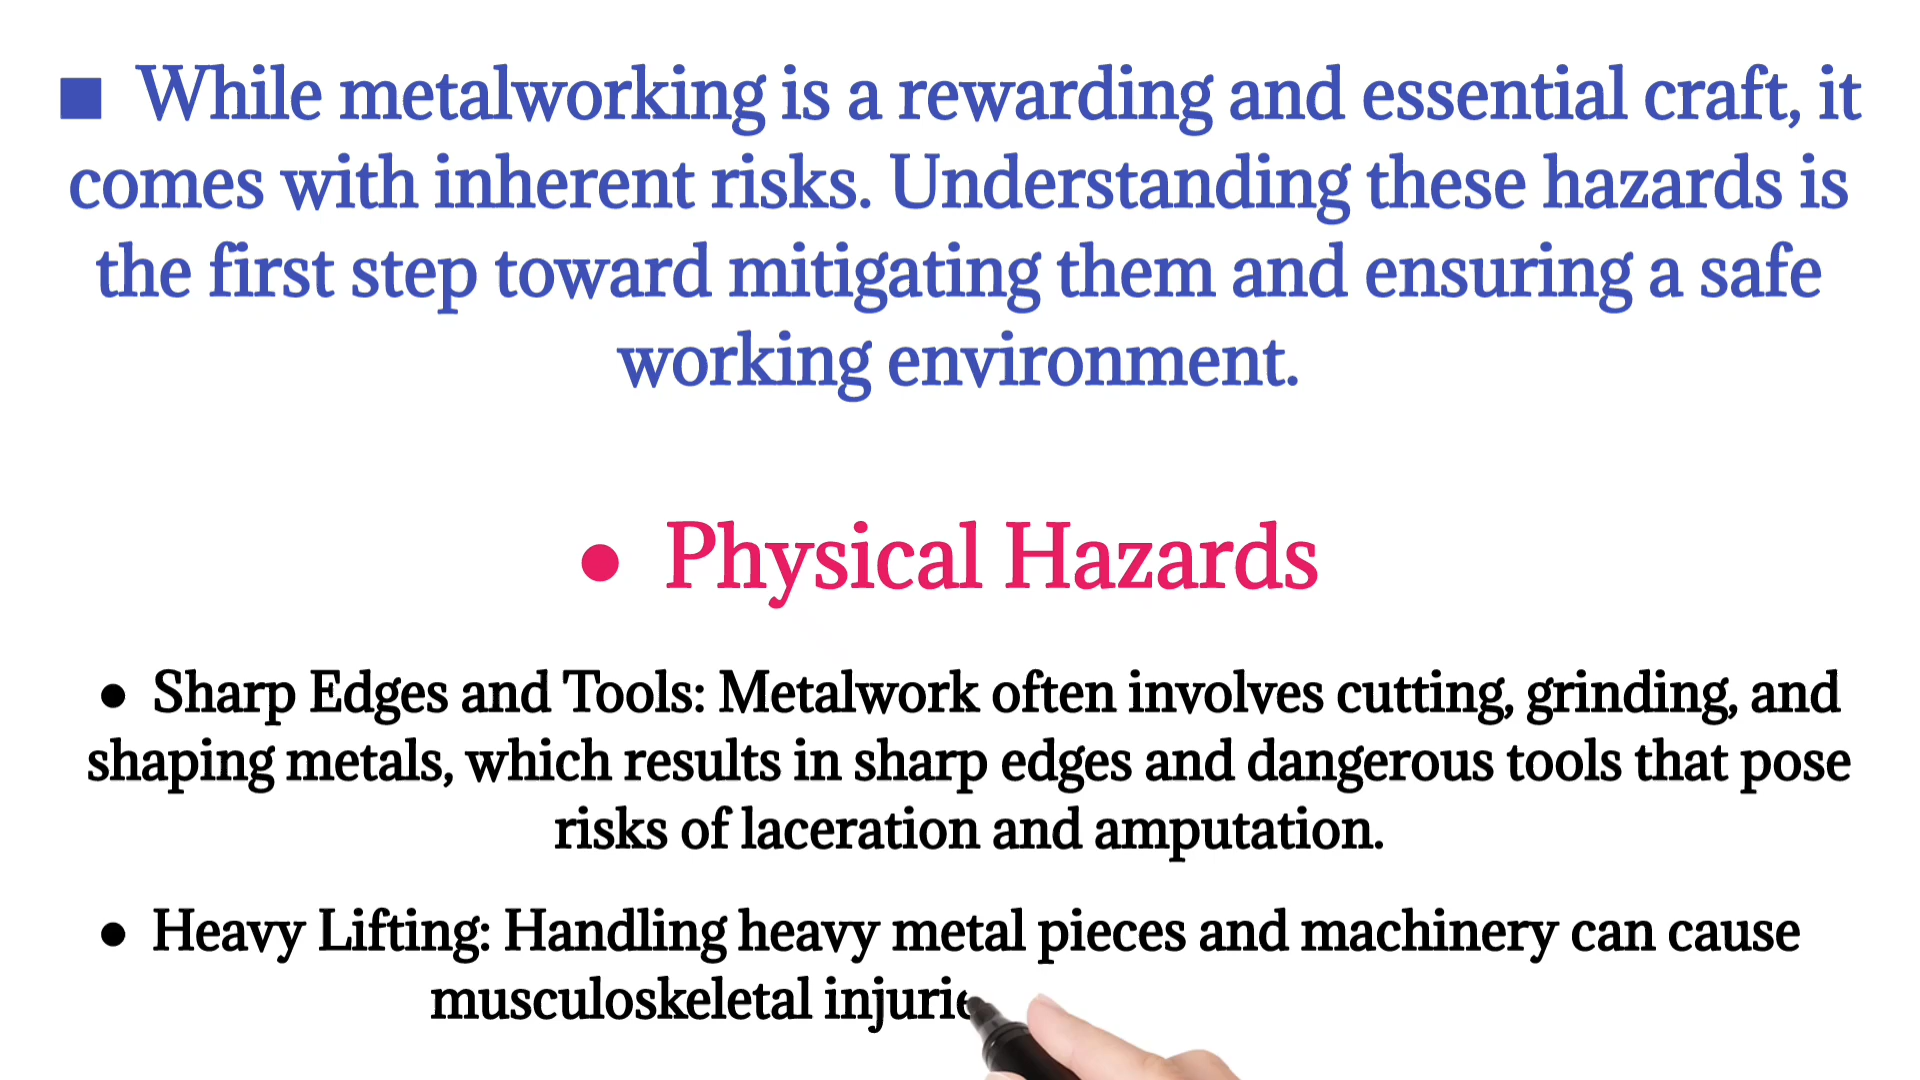 ■ While metalworking is a rewarding and essential craft, it
comes with inherent risks. Understanding these hazards is
the first step toward mitigating them and ensuring a safe
working environment.
● Physical Hazards
● Sharp Edges and Tools: Metalwork often involves cutting, grinding, and
shaping metals, which results in sharp edges and dangerous tools that pose
risks of laceration and amputation.
● Heavy Lifting: Handling heavy metal pieces and machinery can cause
musculoskeletal injurie